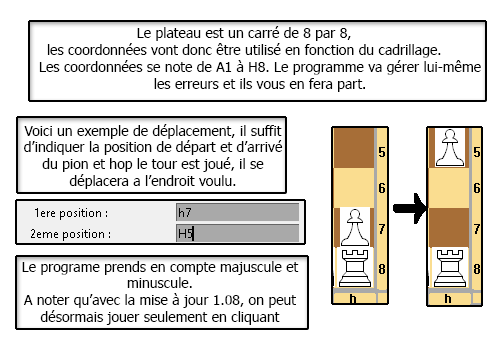 Le plateau est un carré de 8 par 8,
les coordonnées vont donc être utilisé en fonction du cadrillage.
Les coordonnées se note de A1 à H8. Le programme va gérer lui-même
les erreurs et ils vous en fera part.
Voici un exemple de déplacement, il suffit
d'indiquer la position de départ et d'arrivé
du pion et hop le tour est joué, il se
déplacera a l'endroit voulu.
1ere position : h7
2eme position : H5
Le programe prends en compte majuscule et
minuscule.
A noter qu'avec la mise à jour 1.08, on peut
désormais jouer seulement en cliquant
5
6
7
8
h
5
6
7
8
h